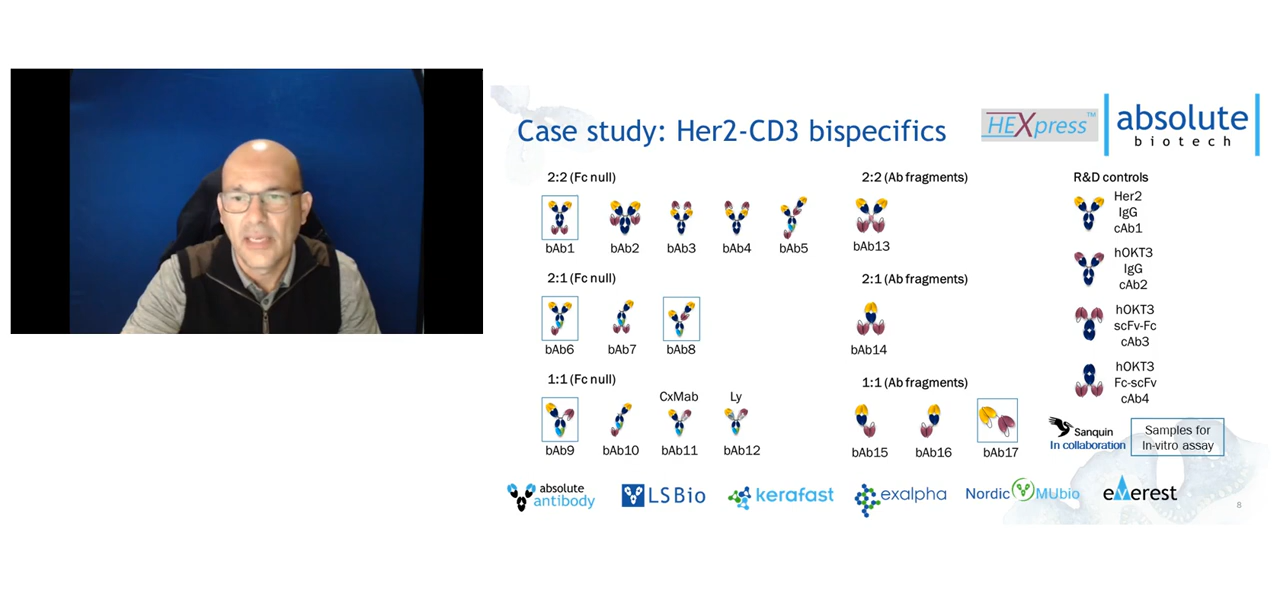 Case study: Her2-CD3 bispecifics
HEXpress™
absolute
biotech
2:2 (Fc null)
bAb1
bAb2
bAb3
bAb4
bAb5
2:2 (Ab fragments)
bAb13
2:1 (Fc null)
bAb6
bAb7
bAb8
2:1 (Ab fragments)
bAb14
1:1 (Fc null)
CxMab
Ly
bAb9
bAb10
bAb11
bAb12
1:1 (Ab fragments)
bAb15
bAb16
bAb17
R&D controls
Her2
IgG
cAb1
hOKT3
IgG
cAb2
hOKT3
scFv-Fc
cAb3
hOKT3
Fc-scFv
cAb4
Sanquin
In collaboration
Samples for
In-vitro assay
absolute
antibody
LSBio
kerafast
exalpha
Nordic MUbio
everest
8